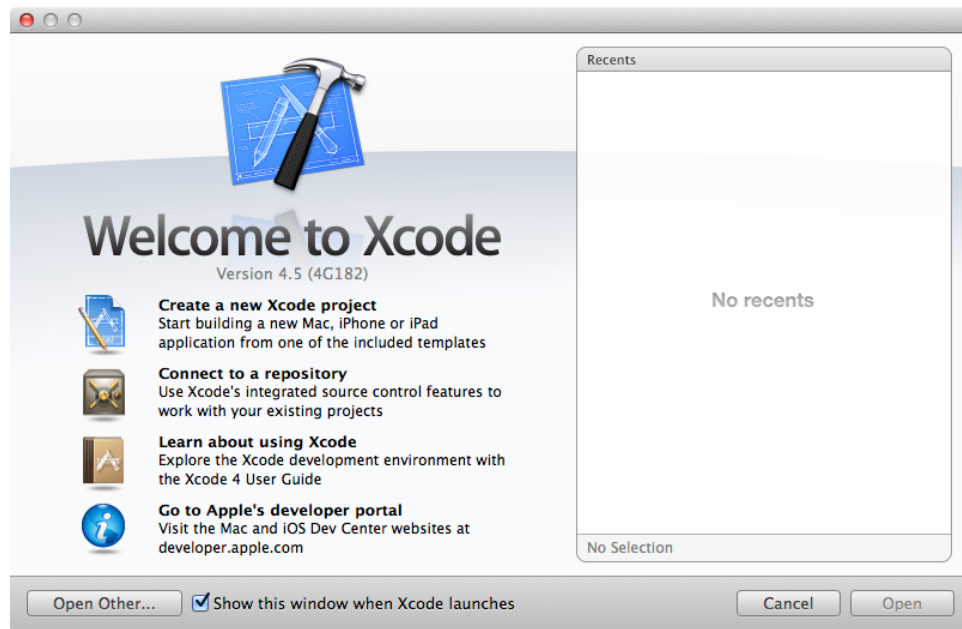 Welcome to Xcode
Version 4.5 (4G182)
Create a new Xcode project
Start building a new Mac, iPhone or iPad
application from one of the included templates
Connect to a repository
Use Xcode's integrated source control features to
work with your existing projects
Learn about using Xcode
Explore the Xcode development environment with
the Xcode 4 User Guide
Go to Apple's developer portal
Visit the Mac and iOS Dev Center websites at
developer.apple.com
Recents
No recents
No Selection
Open Other...
Show this window when Xcode launches
Cancel
Open